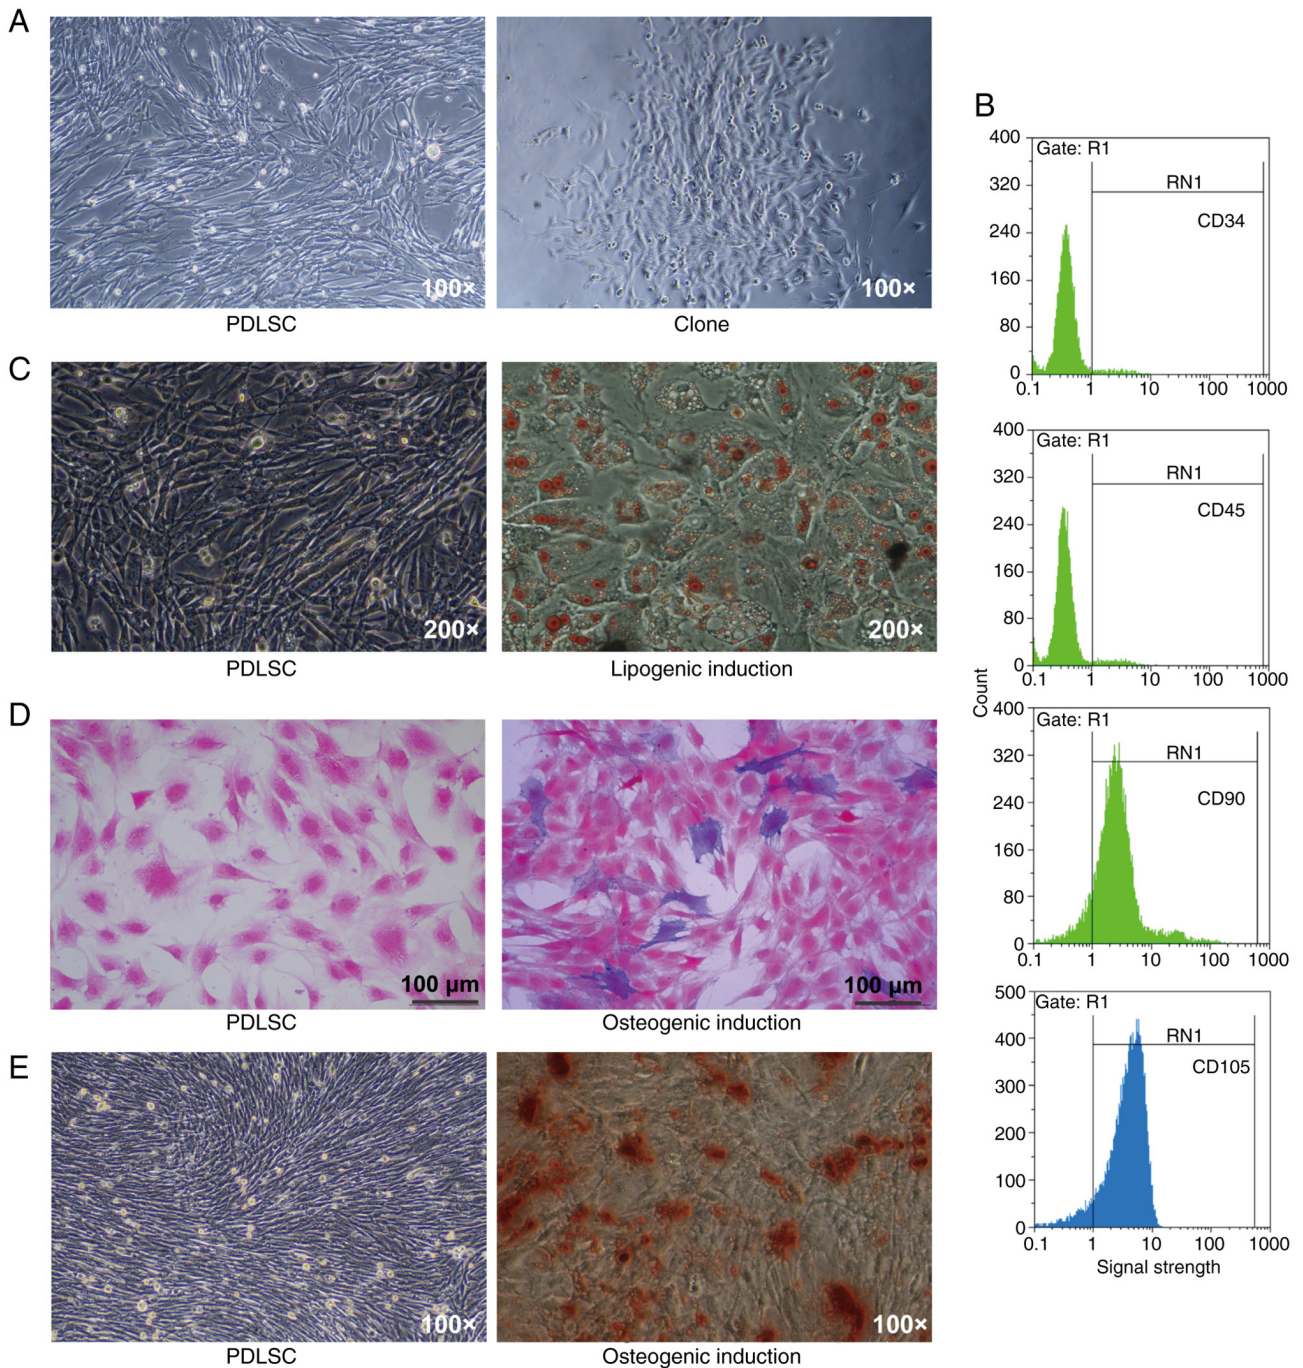 A
100×
100×
PDLSC
Clone
B
400
320
240
160
80
0
Gate: R1
RN1
CD34
0.1
1
10
100
1000
400
320
240
160
80
0
Gate: R1
RN1
CD45
0.1
1
10
100
1000
Count
400
320
240
160
80
0
Gate: R1
RN1
CD90
0.1
1
10
100
1000
500
400
300
200
100
0
Gate: R1
RN1
CD105
0.1
1
10
100
1000
Signal strength
C
200×
200×
PDLSC
Lipogenic induction
D
100 µm
100 µm
PDLSC
Osteogenic induction
E
100×
100×
PDLSC
Osteogenic induction